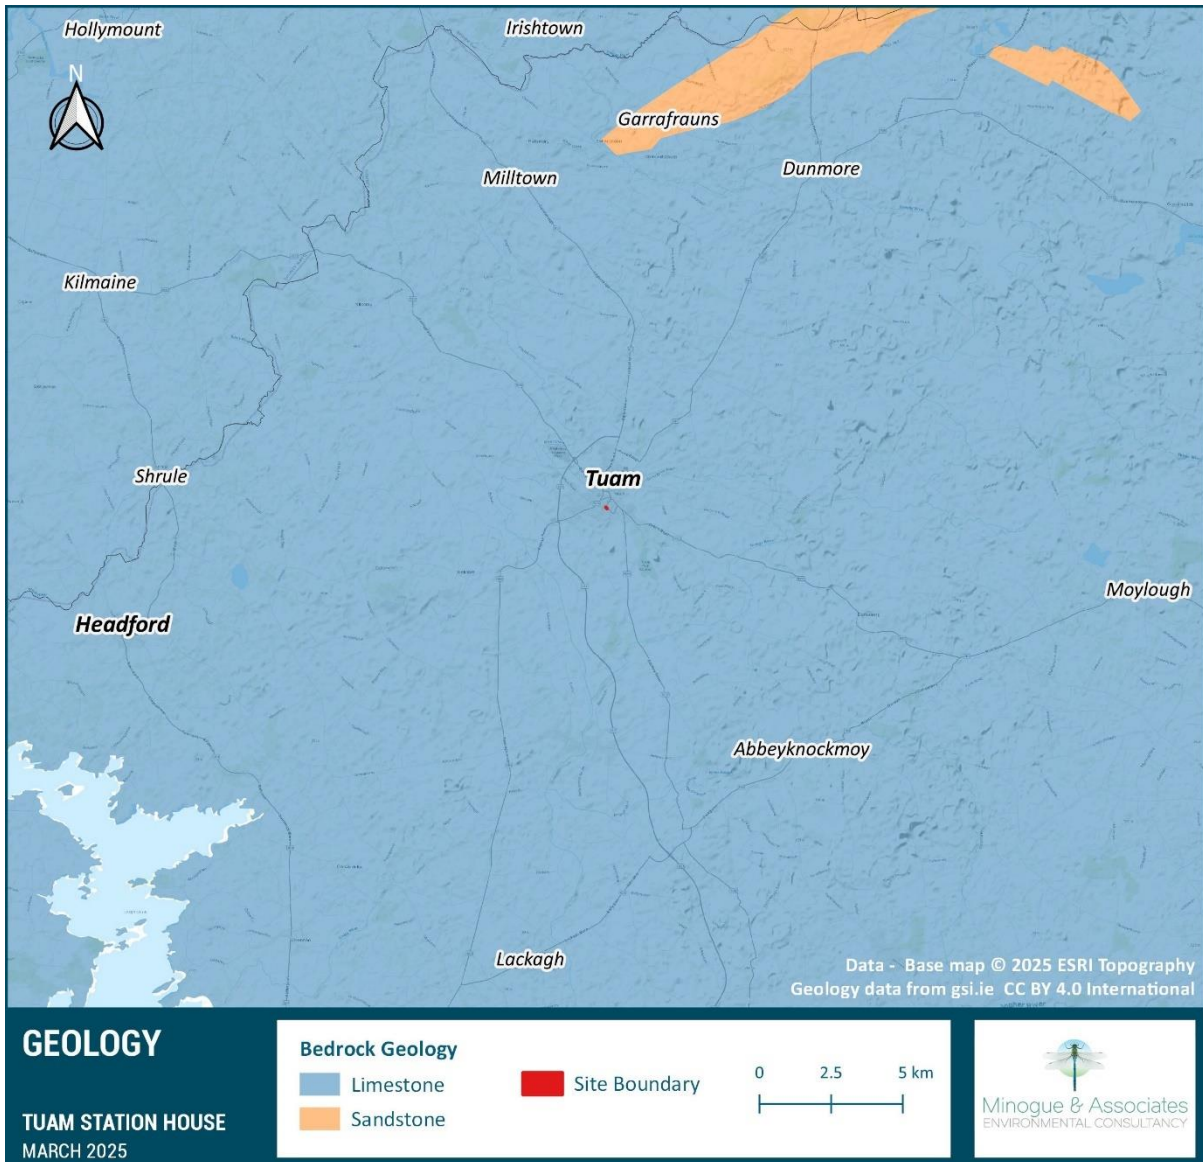 Hollymount
Irishtown
N
Garrafrauns
Milltown
Dunmore
Kilmaine
Shrule
Tuam
Headford
Moylough
Abbeyknockmoy
Lackagh
Data - Base map © 2025 ESRI Topography
Geology data from gsi.ie CC BY 4.0 International
GEOLOGY
TUAM STATION HOUSE
MARCH 2025
Bedrock Geology
Limestone
Sandstone
Site Boundary
0 2.5 5 km
Minogue & Associates
ENVIRONMENTAL CONSULTANCY